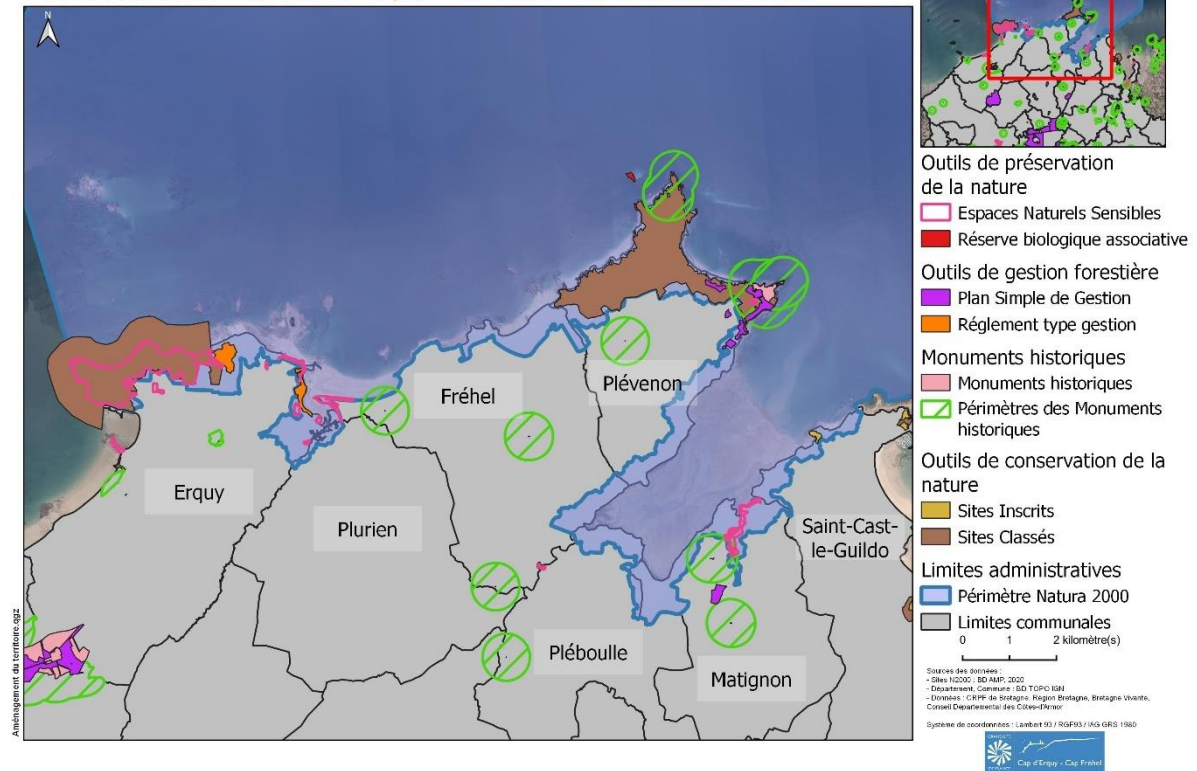 N
Fréhel
Plévenon
Erquy
Plurien
Saint-Cast-
le-Guildo
Pléboulle
Matignon
Aménagement du territoire.qgz
Outils de préservation
de la nature
Espaces Naturels Sensibles
Réserve biologique associative
Outils de gestion forestière
Plan Simple de Gestion
Réglement type gestion
Monuments historiques
Monuments historiques
Périmètres des Monuments
historiques
Outils de conservation de la
nature
Sites Inscrits
Sites Classés
Limites administratives
Périmètre Natura 2000
Limites communales
0 1 2 kilomètre(s)
Sources des données :
- Sites N2000 : BD AMP, 2020
- Département, Commune : BD TOPO IGN
- Données : CRPF de Bretagne, Région Bretagne, Bretagne Vivante,
Conseil Départemental des Côtes-d'Armor
Système de coordonnées : Lambert 93 / RGF93 / IAG GRS 1980
Cap d'Erquy - Cap Fréhel